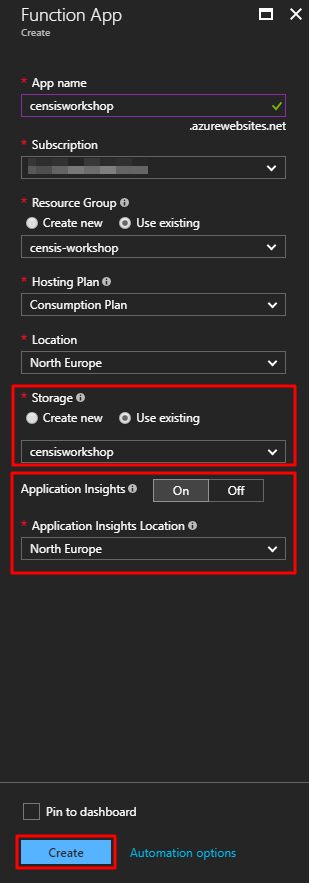 Function App
Create
* App name
censisworkshop
.azurewebsites.net
* Subscription
* Resource Group
Create new Use existing
censis-workshop
* Hosting Plan
Consumption Plan
* Location
North Europe
* Storage
Create new Use existing
censisworkshop
Application Insights On Off
* Application Insights Location
North Europe
Pin to dashboard
Create Automation options